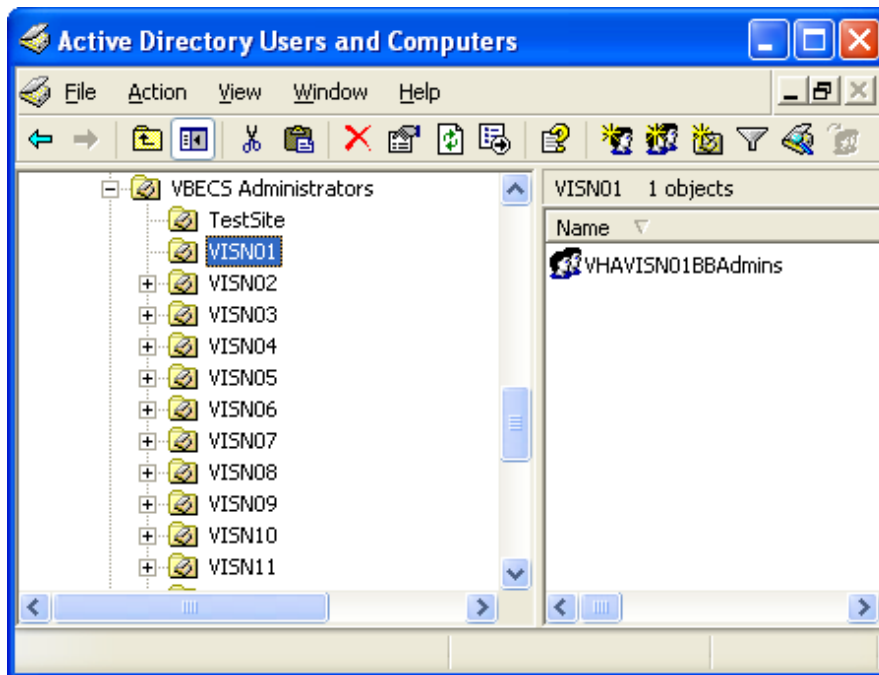 Active Directory Users and Computers
File Action View Window Help
VBECS Administrators
TestSite
VISN01
VISN02
VISN03
VISN04
VISN05
VISN06
VISN07
VISN08
VISN09
VISN10
VISN11
VISN01 1 objects
Name
VHAVISN01BBAdmins